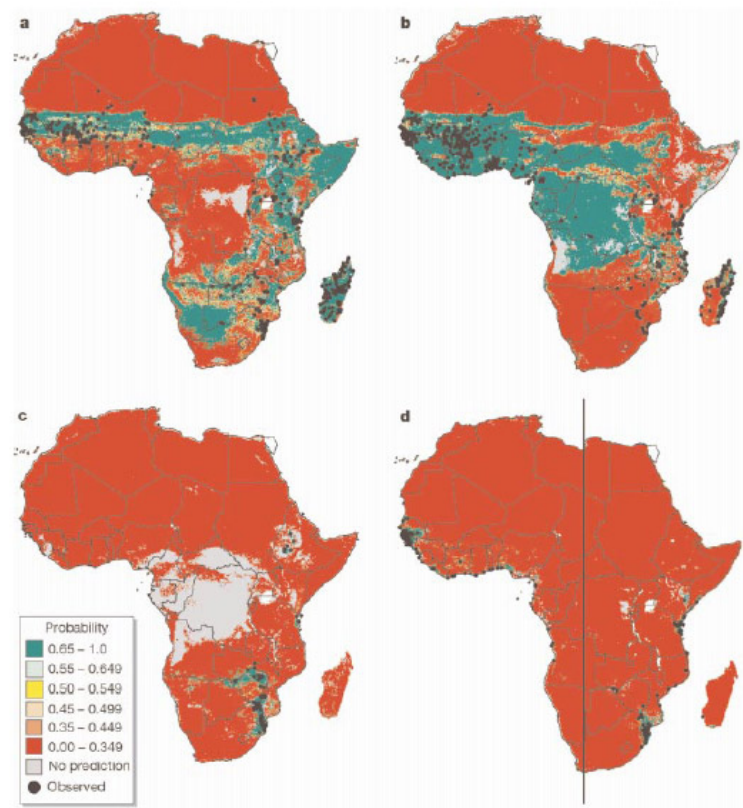 a
b
c
d
Probability
0.65 – 1.0
0.55 – 0.649
0.50 – 0.549
0.45 – 0.499
0.35 – 0.449
0.00 – 0.349
No prediction
Observed